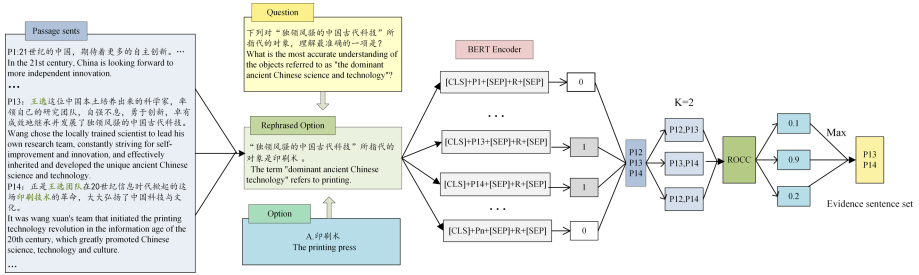 Passage sents
P1:21世纪的中国，期待着更多的自主创新。…
In the 21st century, China is looking forward to
more independent innovation.
...
P13：王选这位中国本土培养出来的科学家，率
领自己的研究团队，自强不息，勇于创新，卓有
成效地继承并发展了独领风骚的中国古代科技。
Wang chose the locally trained scientist to lead his
own research team, constantly striving for self-
improvement and innovation, and effectively
inherited and developed the unique ancient Chinese
science and technology.
P14：正是王选团队在20世纪信息时代掀起的这
场印刷技术的革命，大大弘扬了中国科技与文
化。
It was wang xuan's team that initiated the printing
technology revolution in the information age of the
20th century, which greatly promoted Chinese
science, technology and culture.
...
Question
下列对“独领风骚的中国古代科技”所
指代的对象，理解最准确的一项是？
What is the most accurate understanding of
the objects referred to as "the dominant
ancient Chinese science and technology"?
Rephrased Option
“独领风骚的中国古代科技”所指代的
对象是印刷术。
The term "dominant ancient Chinese
technology" refers to printing.
Option
A.印刷术
The printing press
BERT Encoder
[CLS]+P1+[SEP]+R+[SEP]
0
...
[CLS]+P13+[SEP]+R+[SEP]
1
...
[CLS]+P14+[SEP]+R+[SEP]
1
...
[CLS]+Pn+[SEP]+R+[SEP]
0
P12
P13
P14
K=2
P12,P13
P13,P14
P12,P14
ROCC
0.1
0.9
0.2
Max
P13
P14
Evidence sentence set